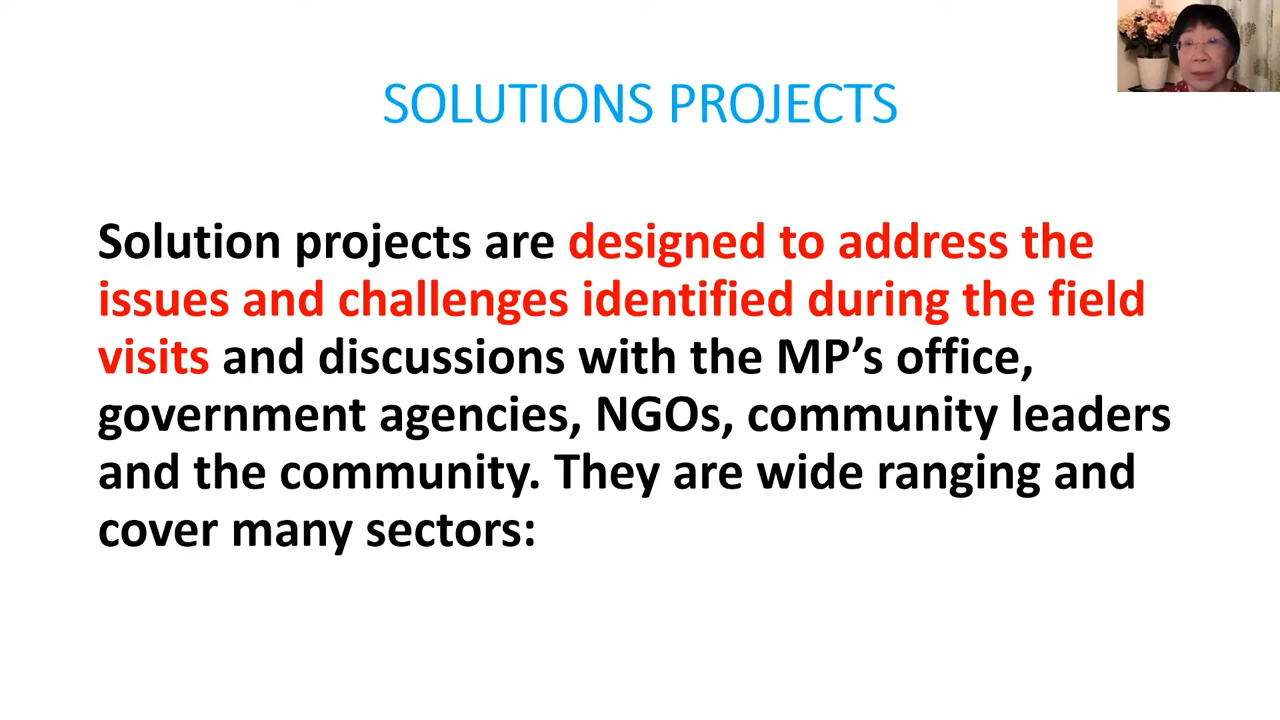 SOLUTIONS PROJECTS
Solution projects are designed to address the
issues and challenges identified during the field
visits and discussions with the MP’s office,
government agencies, NGOs, community leaders
and the community. They are wide ranging and
cover many sectors: